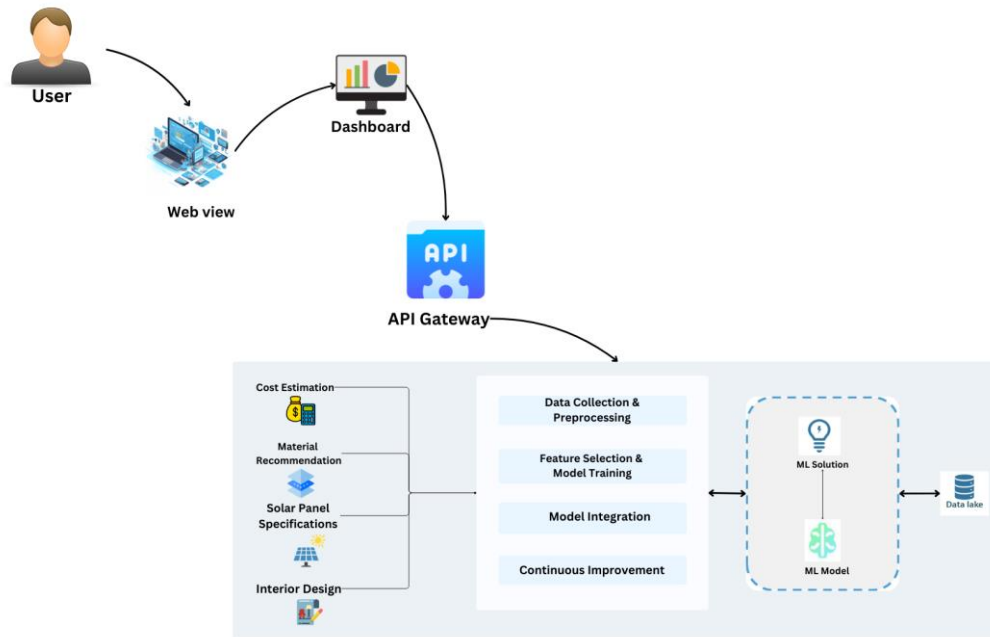 User
Dashboard
Web view
API
API Gateway
Cost Estimation
Material
Recommendation
Solar Panel
Specifications
Interior Design
Data Collection &
Preprocessing
Feature Selection &
Model Training
Model Integration
Continuous Improvement
ML Solution
ML Model
Data lake